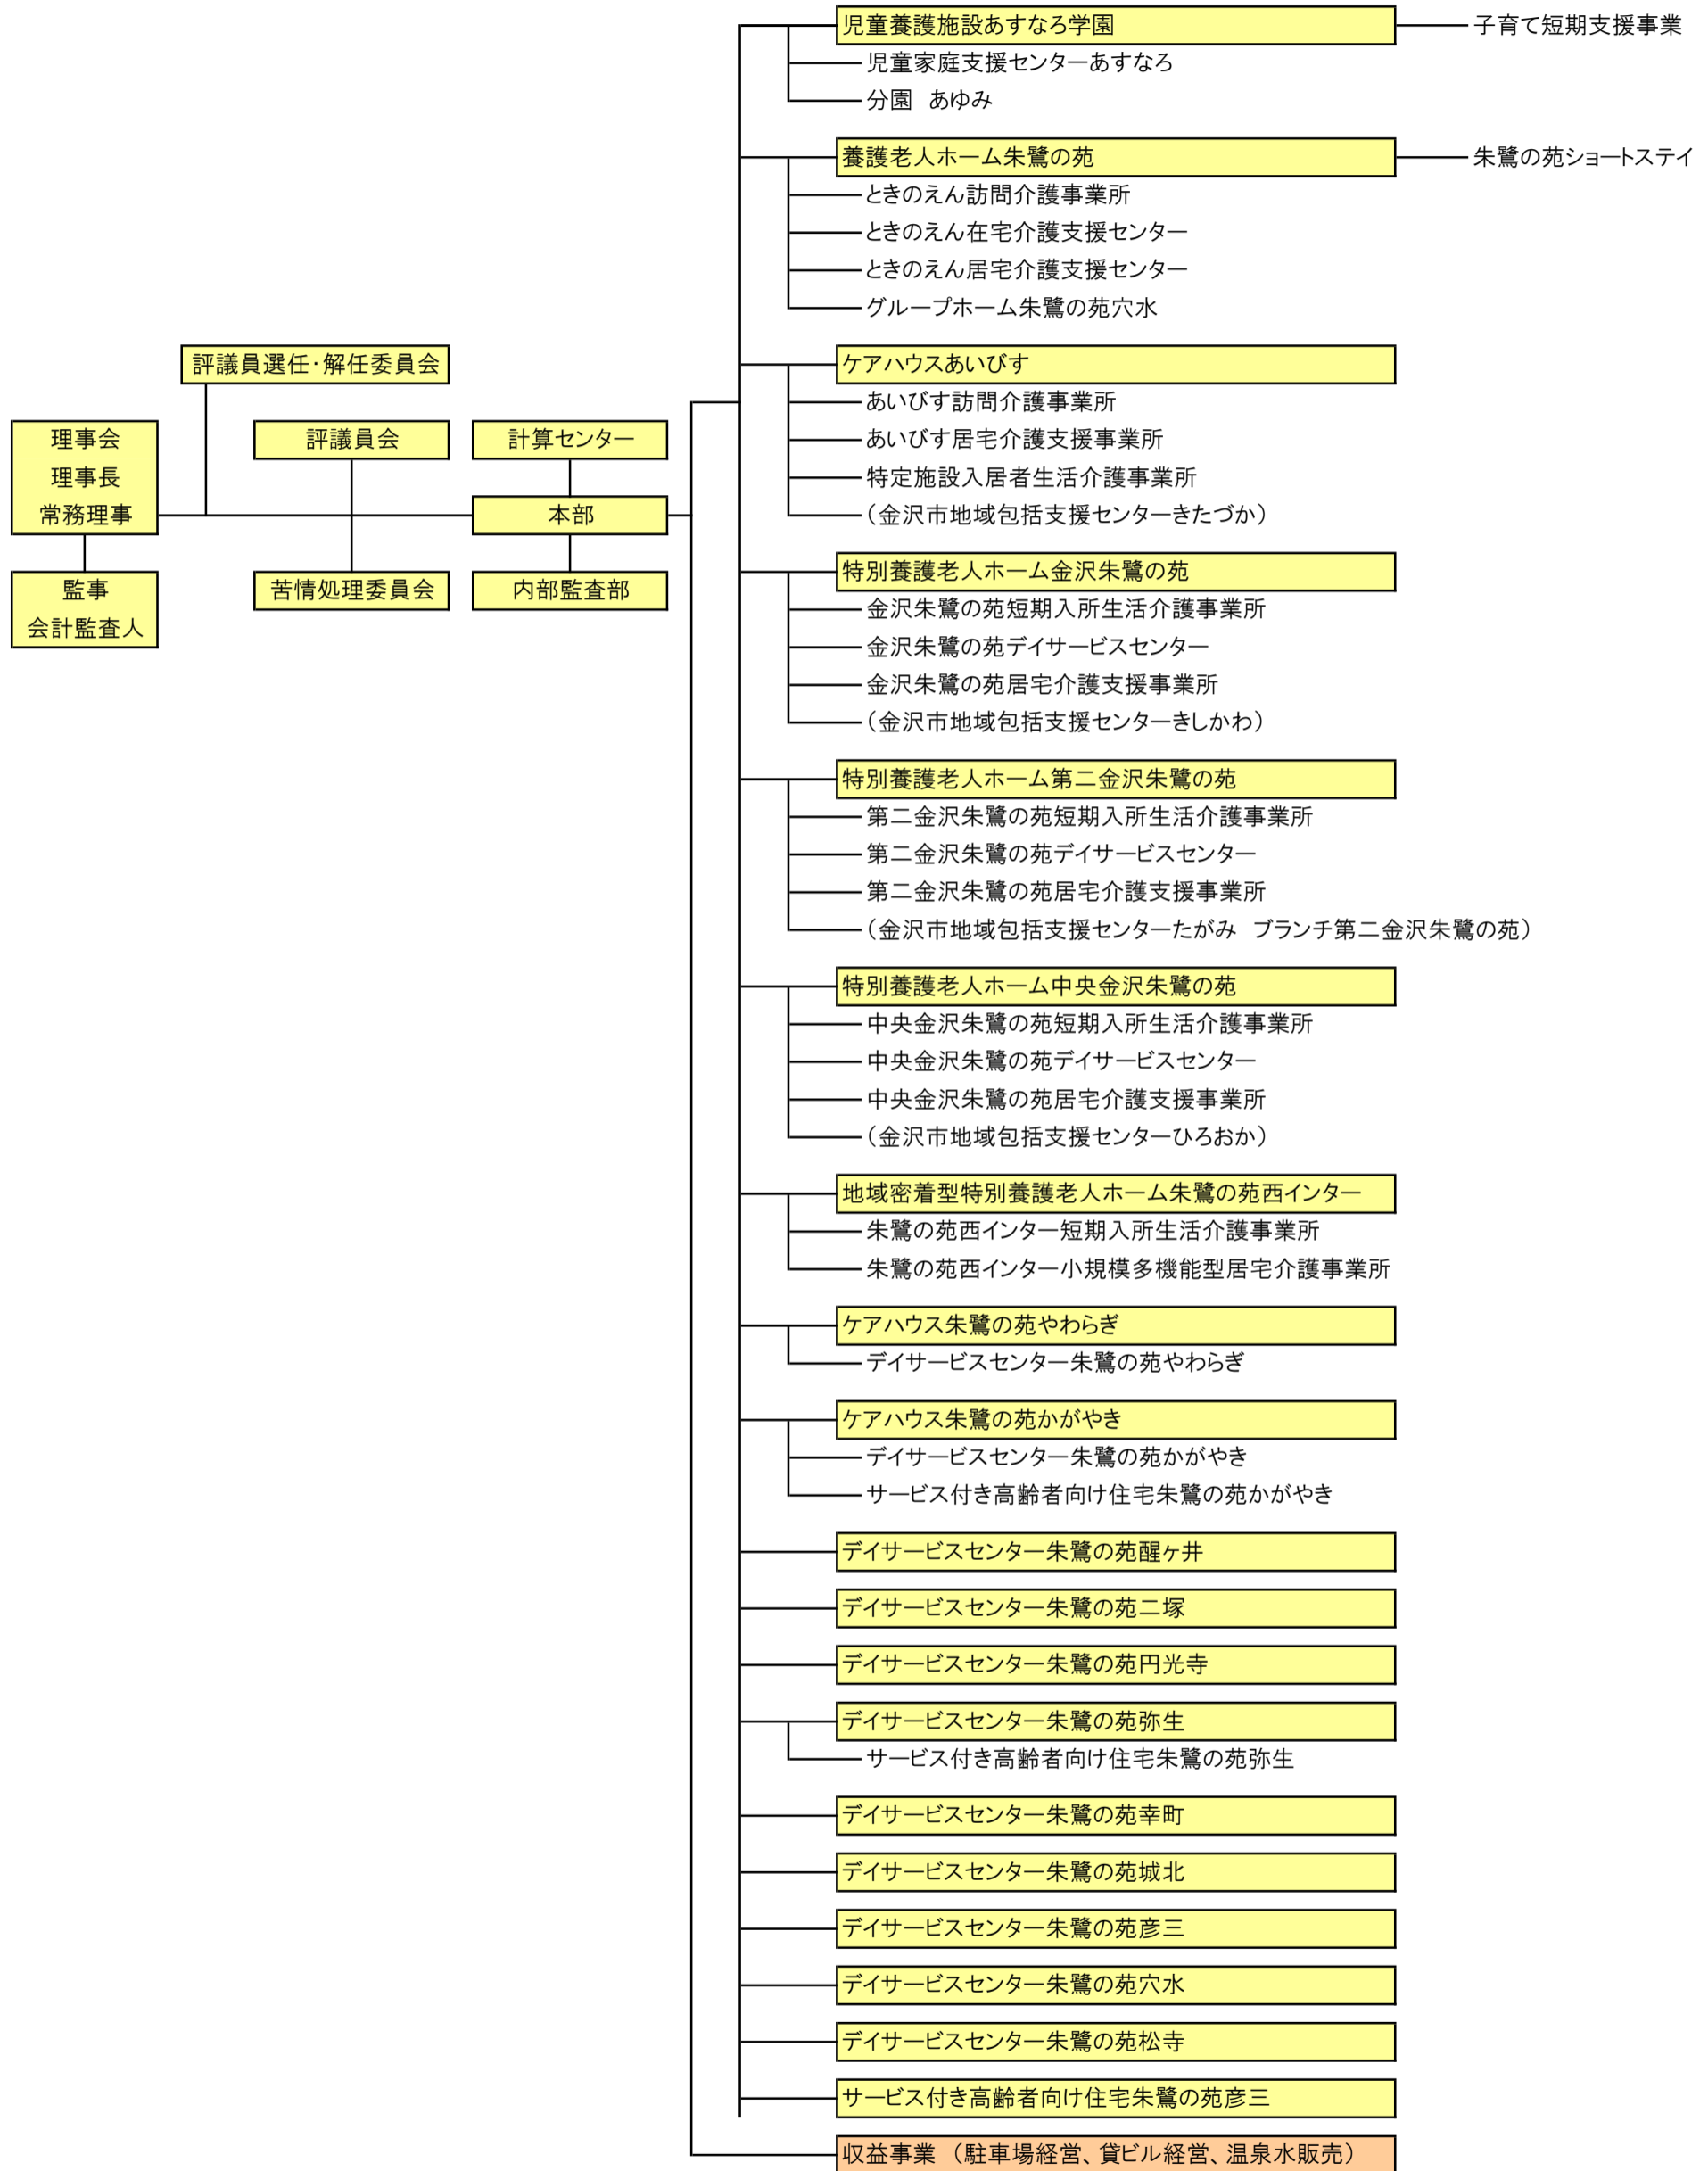 児童養護施設あすなろ学園
子育て短期支援事業
児童家庭支援センターあすなろ
分園　あゆみ
養護老人ホーム朱鷺の苑
朱鷺の苑ショートステイ
ときのえん訪問介護事業所
ときのえん在宅介護支援センター
ときのえん居宅介護支援センター
グループホーム朱鷺の苑穴水
評議員選任・解任委員会
理事会
理事長
常務理事
評議員会
計算センター
本部
監事
会計監査人
苦情処理委員会
内部監査部
ケアハウスあいびす
あいびす訪問介護事業所
あいびす居宅介護支援事業所
特定施設入居者生活介護事業所
（金沢市地域包括支援センターきたづか）
特別養護老人ホーム金沢朱鷺の苑
金沢朱鷺の苑短期入所生活介護事業所
金沢朱鷺の苑デイサービスセンター
金沢朱鷺の苑居宅介護支援事業所
（金沢市地域包括支援センターきしかわ）
特別養護老人ホーム第二金沢朱鷺の苑
第二金沢朱鷺の苑短期入所生活介護事業所
第二金沢朱鷺の苑デイサービスセンター
第二金沢朱鷺の苑居宅介護支援事業所
（金沢市地域包括支援センターたがみ　ブランチ第二金沢朱鷺の苑）
特別養護老人ホーム中央金沢朱鷺の苑
中央金沢朱鷺の苑短期入所生活介護事業所
中央金沢朱鷺の苑デイサービスセンター
中央金沢朱鷺の苑居宅介護支援事業所
（金沢市地域包括支援センターひろおか）
地域密着型特別養護老人ホーム朱鷺の苑西インター
朱鷺の苑西インター短期入所生活介護事業所
朱鷺の苑西インター小規模多機能型居宅介護事業所
ケアハウス朱鷺の苑やわらぎ
デイサービスセンター朱鷺の苑やわらぎ
ケアハウス朱鷺の苑かがやき
デイサービスセンター朱鷺の苑かがやき
サービス付き高齢者向け住宅朱鷺の苑かがやき
デイサービスセンター朱鷺の苑醒ヶ井
デイサービスセンター朱鷺の苑二塚
デイサービスセンター朱鷺の苑円光寺
デイサービスセンター朱鷺の苑弥生
サービス付き高齢者向け住宅朱鷺の苑弥生
デイサービスセンター朱鷺の苑幸町
デイサービスセンター朱鷺の苑城北
デイサービスセンター朱鷺の苑彦三
デイサービスセンター朱鷺の苑穴水
デイサービスセンター朱鷺の苑松寺
サービス付き高齢者向け住宅朱鷺の苑彦三
収益事業　（駐車場経営、貸ビル経営、温泉水販売）